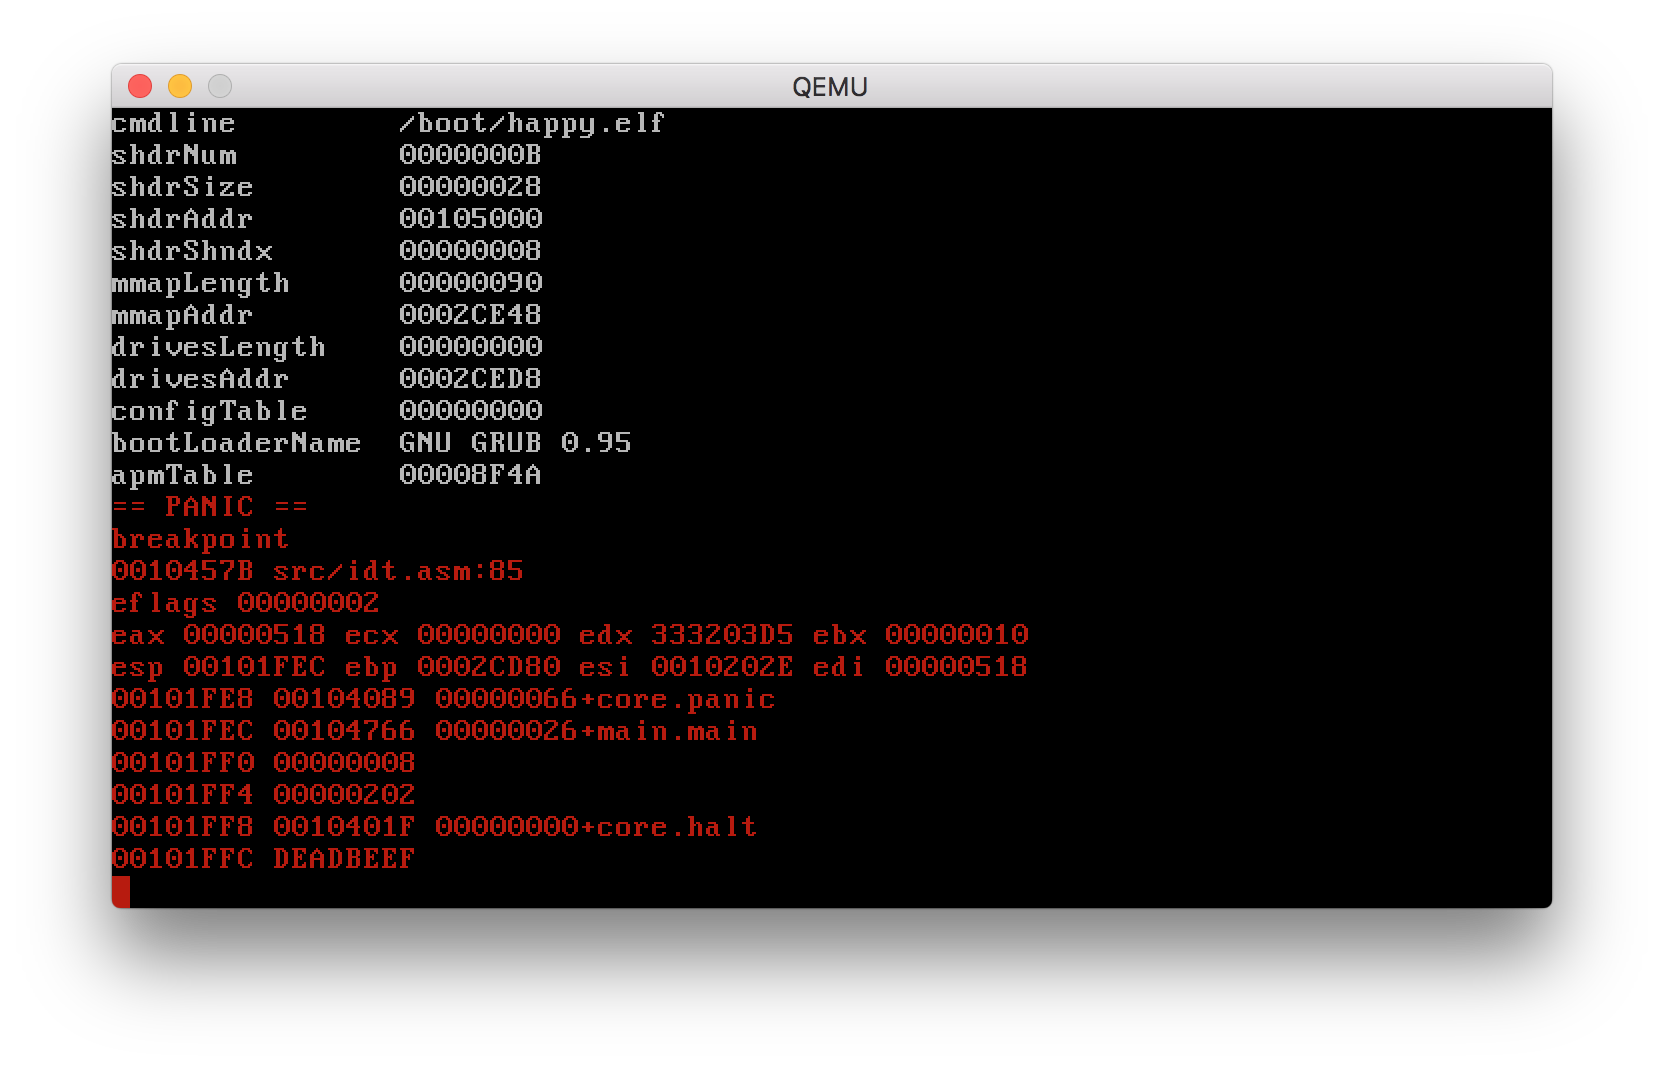 QEMU
cmdline /boot/happy.elf
shdrNum 0000000B
shdrSize 00000028
shdrAddr 00105000
shdrShndx 00000008
mmapLength 00000090
mmapAddr 0002CE48
drivesLength 00000000
drivesAddr 0002CED8
configTable 00000000
bootLoaderName GNU GRUB 0.95
apmTable 00008F4A
== PANIC ==
breakpoint
0010457B src/idt.asm:85
eflags 00000002
eax 00000518 ecx 00000000 edx 333203D5 ebx 00000010
esp 00101FEC ebp 0002CD80 esi 0010202E edi 00000518
00101FE8 00104089 00000066+core.panic
00101FEC 00104766 00000026+main.main
00101FF0 00000008
00101FF4 00000202
00101FF8 0010401F 00000000+core.halt
00101FFC DEADBEEF